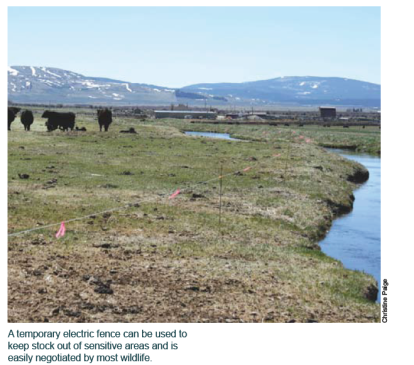 Christine Paige
A temporary electric fence can be used to
keep stock out of sensitive areas and is
easily negotiated by most wildlife.